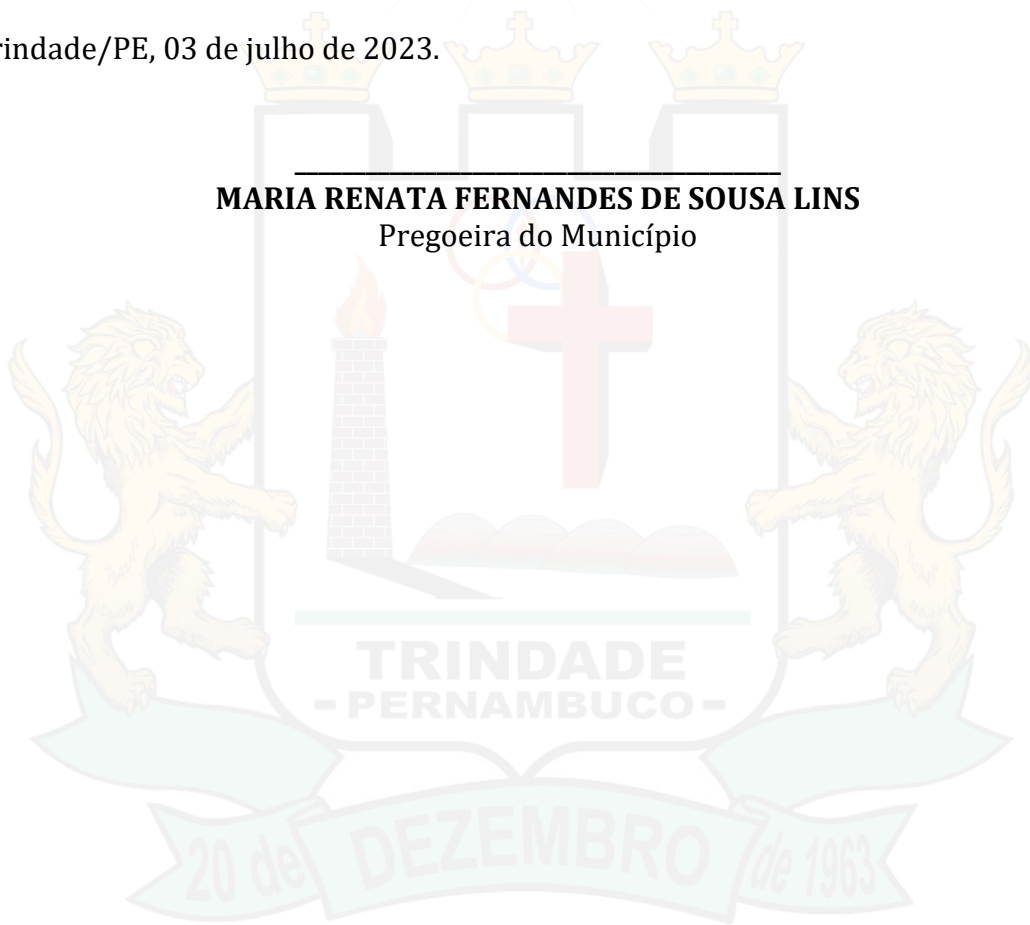 rindade/PE, 03 de julho de 2023.
MARIA RENATA FERNANDES DE SOUSA LINS
Pregoeira do Município
TRINDADE
- PERNAMBUCO -
20 de DEZEMBRO de 1963